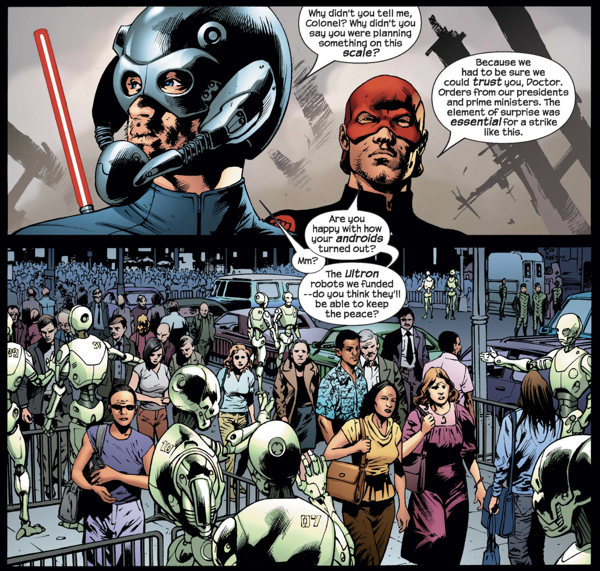 Why didn't you tell me,
Colonel? Why didn't you
say you were planning
something on this
scale?
Because we
had to be sure we
could trust you, Doctor.
Orders from our presidents
and prime ministers. The
element of surprise was
essential for a strike
like this.
Are you
happy with how
your androids
turned out?
Mm?
The Ultron
robots we funded
--do you think they'll
be able to keep
the peace?
07